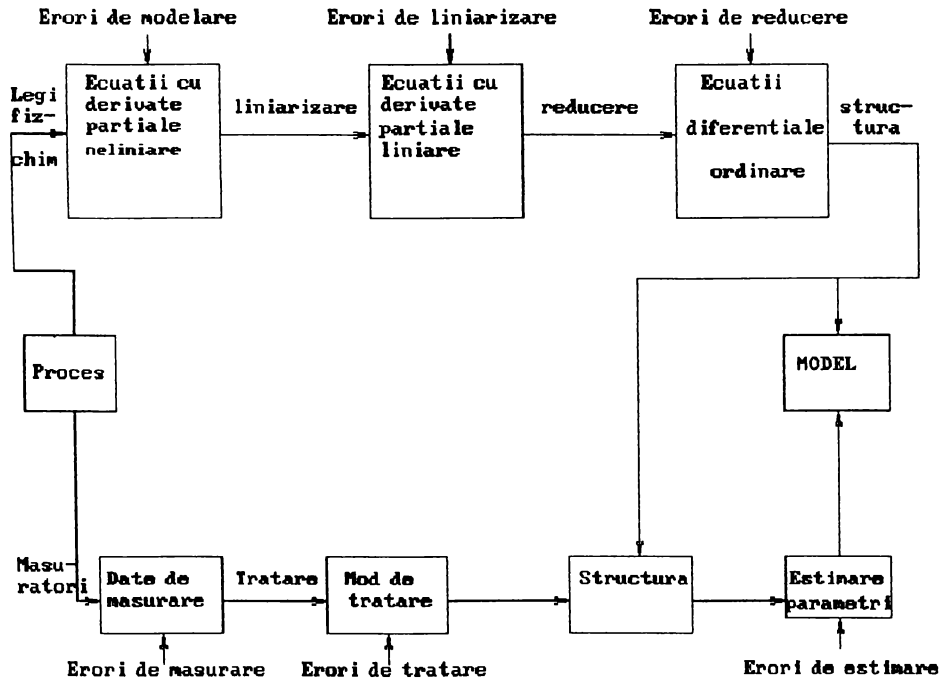 Erori de modelare
Erori de liniarizare
Erori de reducere
Legi
fiz-
chim
Ecuatii cu
derivate
partiale
neliniare
liniarizare
Ecuatii cu
derivate
partiale
liniare
reducere
Ecuatii
diferentiale
ordinare
struc-
tura
Proces
MODEL
Masu-
ratori
Date de
masurare
Tratare
Mod de
tratare
Structura
Estimare
parametri
Erori de masurare
Erori de tratare
Erori de estimare